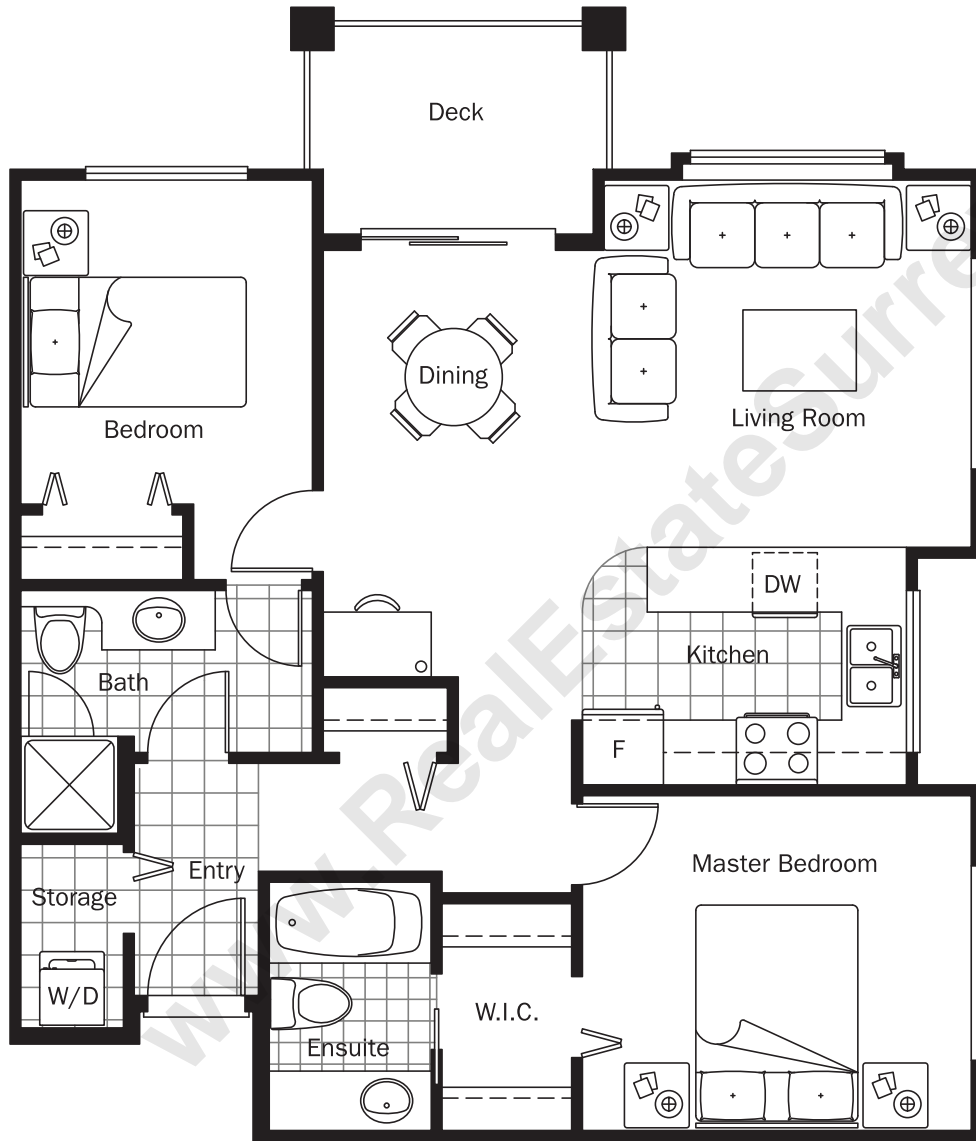 Deck
Dining
Living Room
Bedroom
DW
Kitchen
Bath
F
Entry
Master Bedroom
Storage
W/D
W.I.C.
Ensuite
www.RealEstateSurre